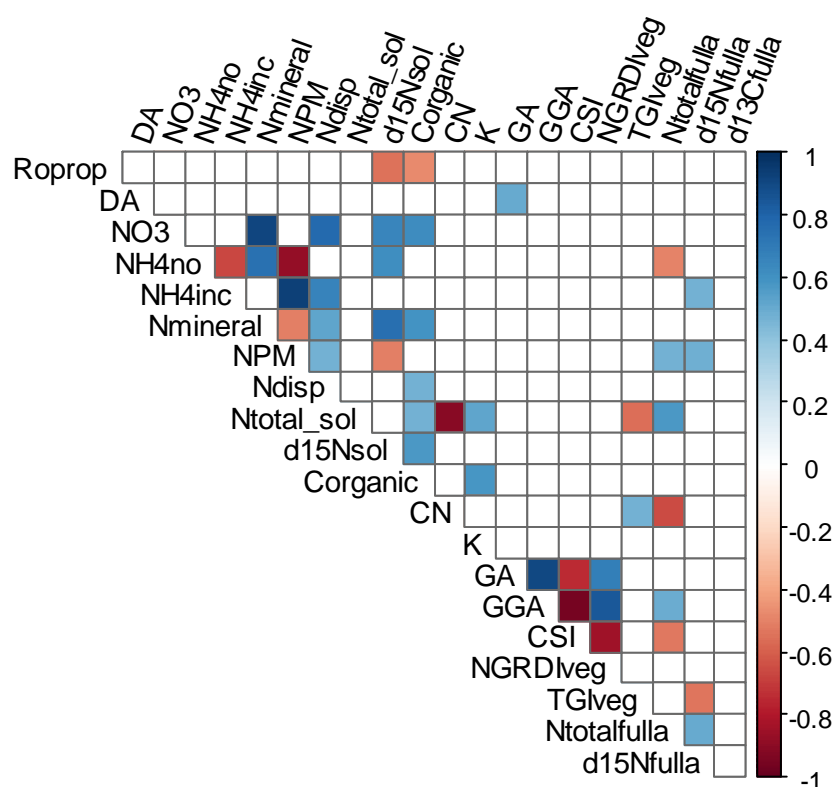 DA
NO3
NH4no
NH4inc
Nmineral
NPM
Ndisp
Ntotal_sol
d15Nsol
Corganic
CN
K
GA
GGA
CSI
NGRDIveg
TGIveg
Ntotalfulla
d15Nfulla
d13Cfulla
Roprop
DA
NO3
NH4no
NH4inc
Nmineral
NPM
Ndisp
Ntotal_sol
d15Nsol
Corganic
CN
K
GA
GGA
CSI
NGRDIveg
TGIveg
Ntotalfulla
d15Nfulla
1
0.8
0.6
0.4
0.2
0
-0.2
-0.4
-0.6
-0.8
-1